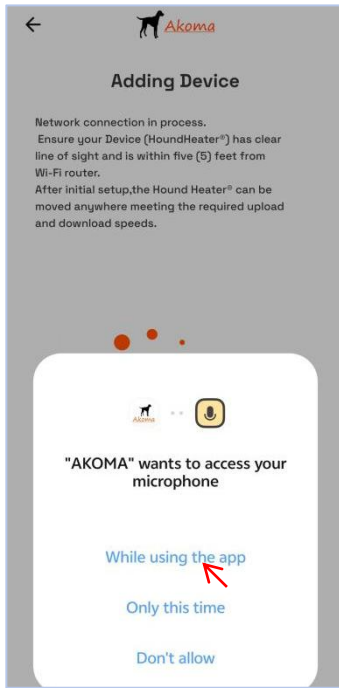 Akoma
Adding Device
Network connection in process.
Ensure your Device (HoundHeater®) has clear
line of sight and is within five (5) feet from
Wi-Fi router.
After initial setup,the Hound Heater® can be
moved anywhere meeting the required upload
and download speeds.
Akoma
"AKOMA" wants to access your
microphone
While using the app
Only this time
Don't allow